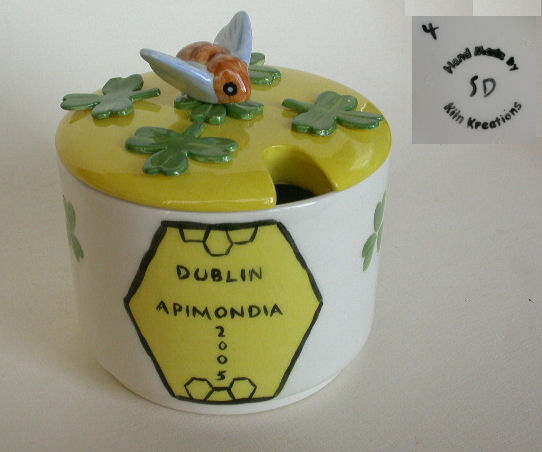 DUBLIN
APIMONDIA
2
0
0
5
4
Hand Made by
SD
Kiln Kreations